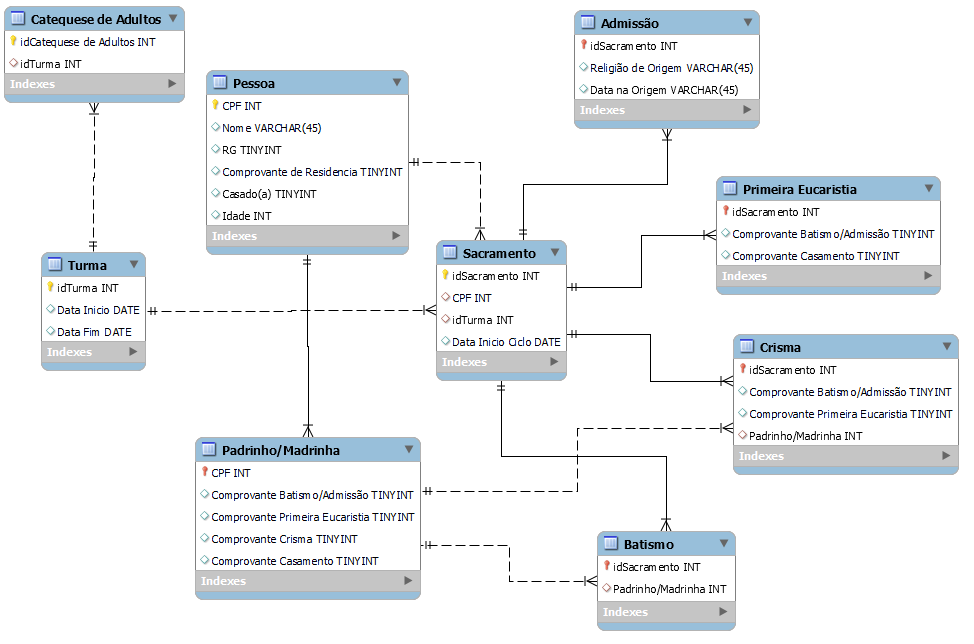 Catequese de Adultos
idCatequese de Adultos INT
idTurma INT
Indexes
Pessoa
CPF INT
Nome VARCHAR(45)
RG TINYINT
Comprovante de Residencia TINYINT
Casado(a) TINYINT
Idade INT
Indexes
Admissão
idSacramento INT
Religião de Origem VARCHAR(45)
Data na Origem VARCHAR(45)
Indexes
Primeira Eucaristia
idSacramento INT
Comprovante Batismo/Admissão TINYINT
Comprovante Casamento TINYINT
Indexes
Turma
idTurma INT
Data Inicio DATE
Data Fim DATE
Indexes
Sacramento
idSacramento INT
CPF INT
idTurma INT
Data Inicio Ciclo DATE
Indexes
Crisma
idSacramento INT
Comprovante Batismo/Admissão TINYINT
Comprovante Primeira Eucaristia TINYINT
Padrinho/Madrinha INT
Indexes
Padrinho/Madrinha
CPF INT
Comprovante Batismo/Admissão TINYINT
Comprovante Primeira Eucaristia TINYINT
Comprovante Crisma TINYINT
Comprovante Casamento TINYINT
Indexes
Batismo
idSacramento INT
Padrinho/Madrinha INT
Indexes